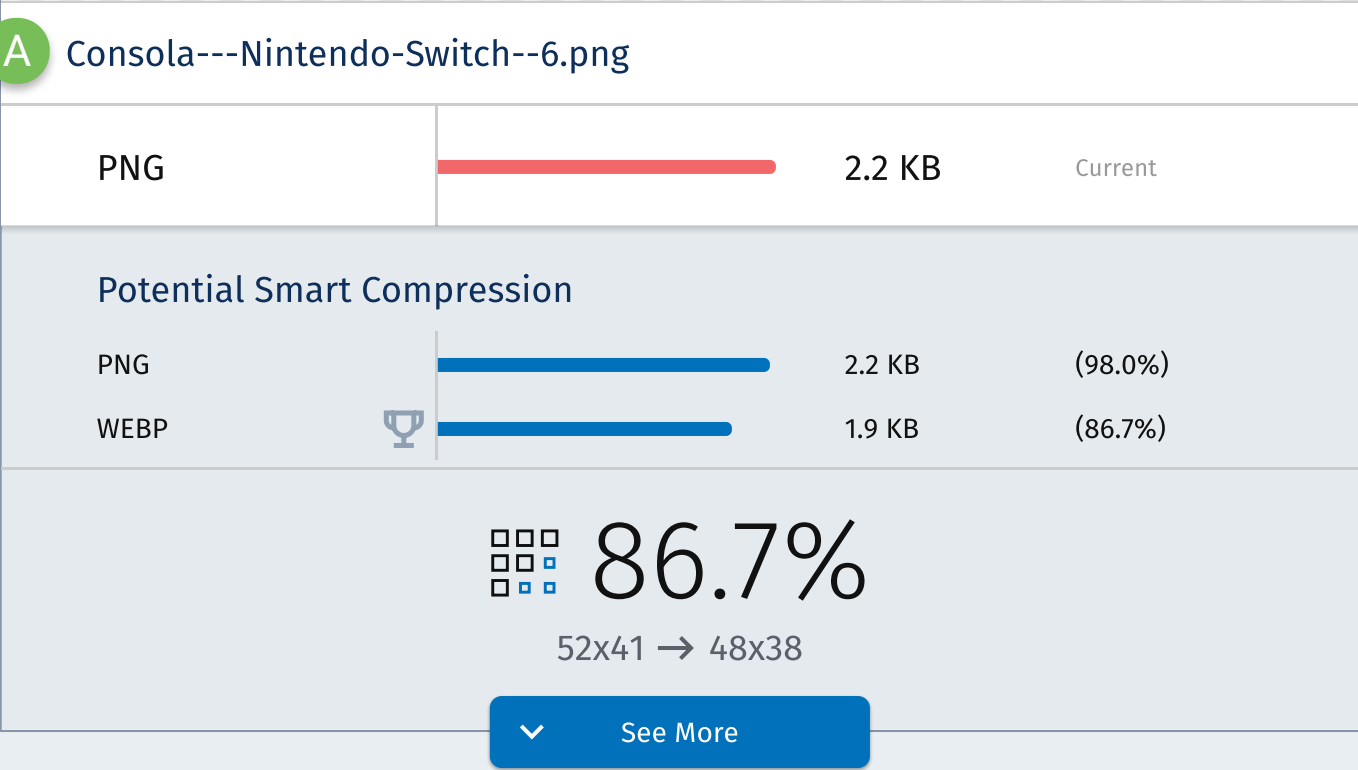 A Consola---Nintendo-Switch--6.png
PNG 2.2 KB Current
Potential Smart Compression
PNG 2.2 KB (98.0%)
WEBP 1.9 KB (86.7%)
86.7%
52x41 → 48x38
See More